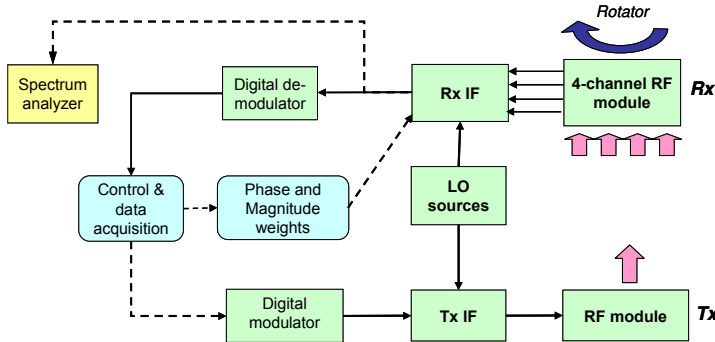 Rotator
Spectrum
analyzer
Digital de-
modulator
Rx IF
4-channel RF
module
Rx
Control &
data
acquisition
Phase and
Magnitude
weights
LO
sources
Digital
modulator
Tx IF
RF module
Tx